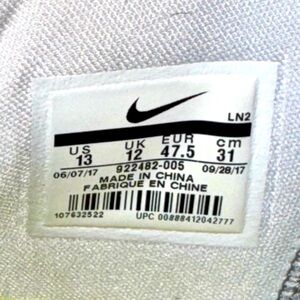 LN2
US UK EUR cm
13 12 47.5 31
06/07/17 922482-005 09/28/17
MADE IN CHINA
FABRIQUE EN CHINE
107632522 UPC 00888412042777